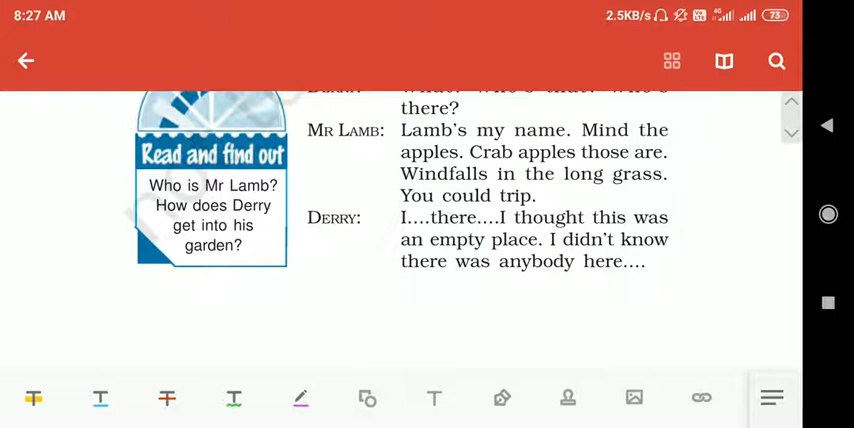 8:27 AM
2.5KB/s 4G 73
there?
MR LAMB: Lamb's my name. Mind the
apples. Crab apples those are.
Windfalls in the long grass.
You could trip.
DERRY: I....there....I thought this was
an empty place. I didn't know
there was anybody here....
Read and find out
Who is Mr Lamb?
How does Derry
get into his
garden?